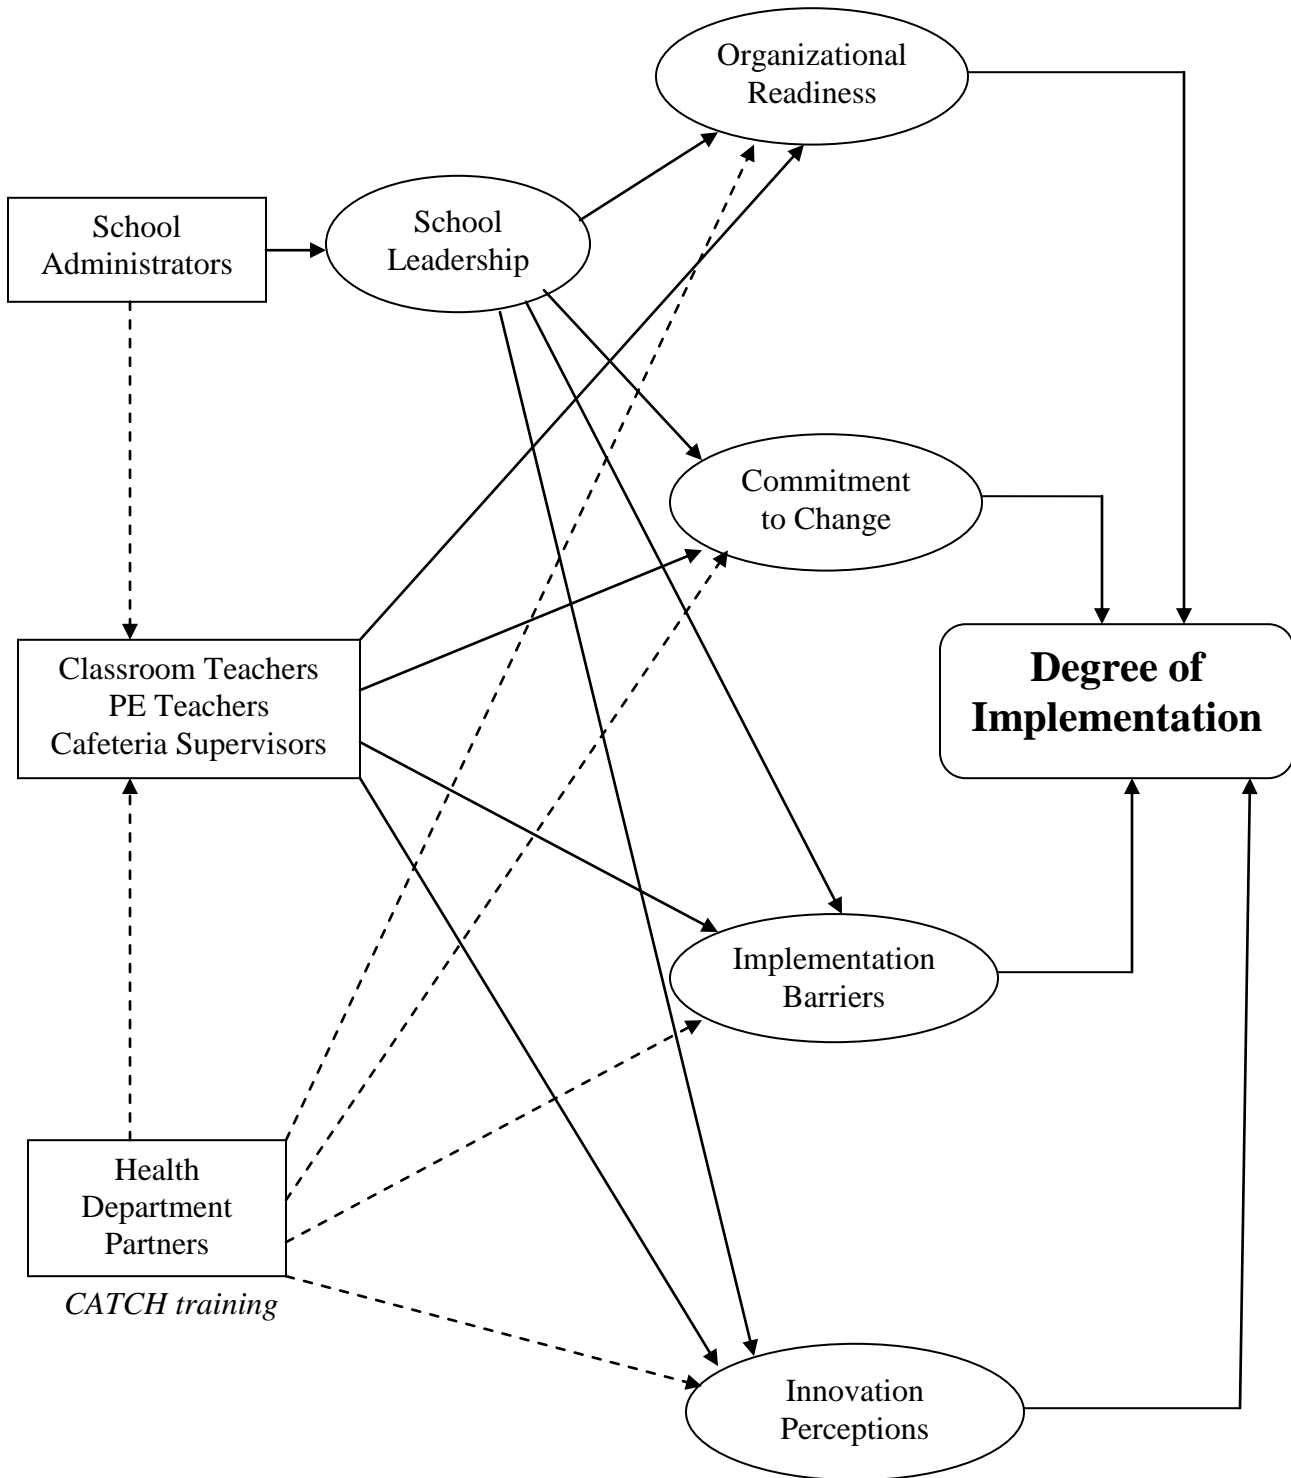 Organizational
Readiness
School
Administrators
School
Leadership
Commitment
to Change
Classroom Teachers
PE Teachers
Cafeteria Supervisors
Degree of
Implementation
Implementation
Barriers
Health
Department
Partners
CATCH training
Innovation
Perceptions